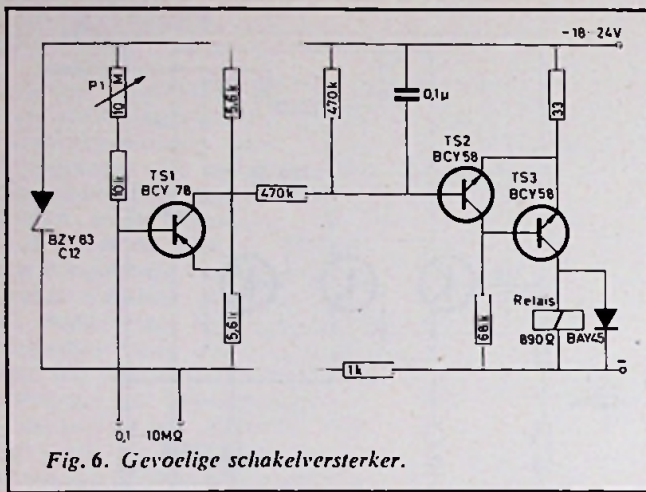 -18-24V
P1
10 M
5,6k
470k
0,1µ
33
TS2
BCY58
TS3
BCY58
TS1
BCY 78
10k
470k
BZY 83
C12
5,6k
68k
Relais
890Ω
BAY45
1k
-
0,1 10MΩ
Fig. 6. Gevoelige schakelversterker.